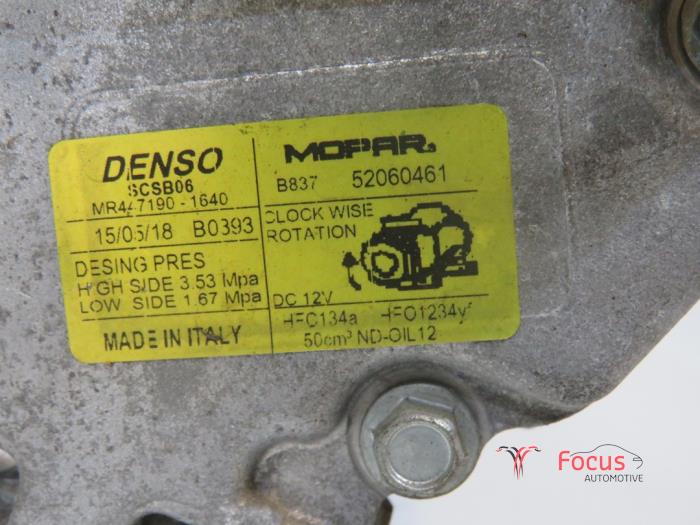 DENSO
SCSB06
MR447190-1640
15/05/18 B0393
DESING PRES
HIGH SIDE 3.53 Mpa
LOW SIDE 1.67 Mpa
MADE IN ITALY
MOPAR.
B837 52060461
CLOCK WISE
ROTATION
DC 12V
HFC134a HFO1234yf
50cm³ ND-OIL12
Focus
AUTOMOTIVE